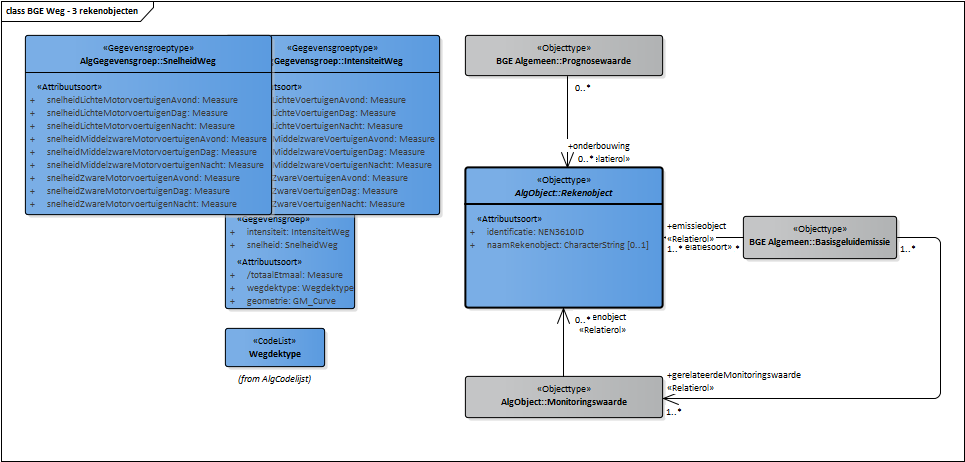 class BGE Weg - 3 rekenobjecten
«Gegevensgroeptype»
AlgGegevensgroep::SnelheidWeg
«Attribuutsoort»
+ snelheidLichteMotorvoertuigenAvond: Measure
+ snelheidLichteMotorvoertuigenDag: Measure
+ snelheidLichteMotorvoertuigenNacht: Measure
+ snelheidMiddelzwareMotorvoertuigenAvond: Measure
+ snelheidMiddelzwareMotorvoertuigenDag: Measure
+ snelheidMiddelzwareMotorvoertuigenNacht: Measure
+ snelheidZwareMotorvoertuigenAvond: Measure
+ snelheidZwareMotorvoertuigenDag: Measure
+ snelheidZwareMotorvoertuigenNacht: Measure
«Gegevensgroeptype»
Gegevensgroep::IntensiteitWeg
tsoort»
LichteVoertuigenAvond: Measure
LichteVoertuigenDag: Measure
LichteVoertuigenNacht: Measure
MiddelzwareVoertuigenAvond: Measure
MiddelzwareVoertuigenDag: Measure
MiddelzwareVoertuigenNacht: Measure
ZwareVoertuigenAvond: Measure
ZwareVoertuigenDag: Measure
ZwareVoertuigenNacht: Measure
«Gegevensgroep»
+ intensiteit: IntensiteitWeg
+ snelheid: SnelheidWeg
«Attribuutsoort»
+ /totaalEtmaal: Measure
+ wegdektype: Wegdektype
+ geometrie: GM_Curve
«CodeList»
Wegdektype
(from AlgCodelijst)
«Objecttype»
BGE Algemeen::Prognosewaarde
0..*
+onderbouwing
0..* elatierol»
«Objecttype»
AlgObject::Rekenobject
«Attribuutsoort»
+ identificatie: NEN3610ID
+ naamRekenobject: CharacterString [0..1]
+emissieobject
«Relatierol»
1..* elatiesoort» *
«Objecttype»
BGE Algemeen::Basisgeluidemissie
1..*
0..* enobject
«Relatierol»
«Objecttype»
AlgObject::Monitoringswaarde
+gerelateerdeMonitoringswaarde
«Relatierol»
1..*